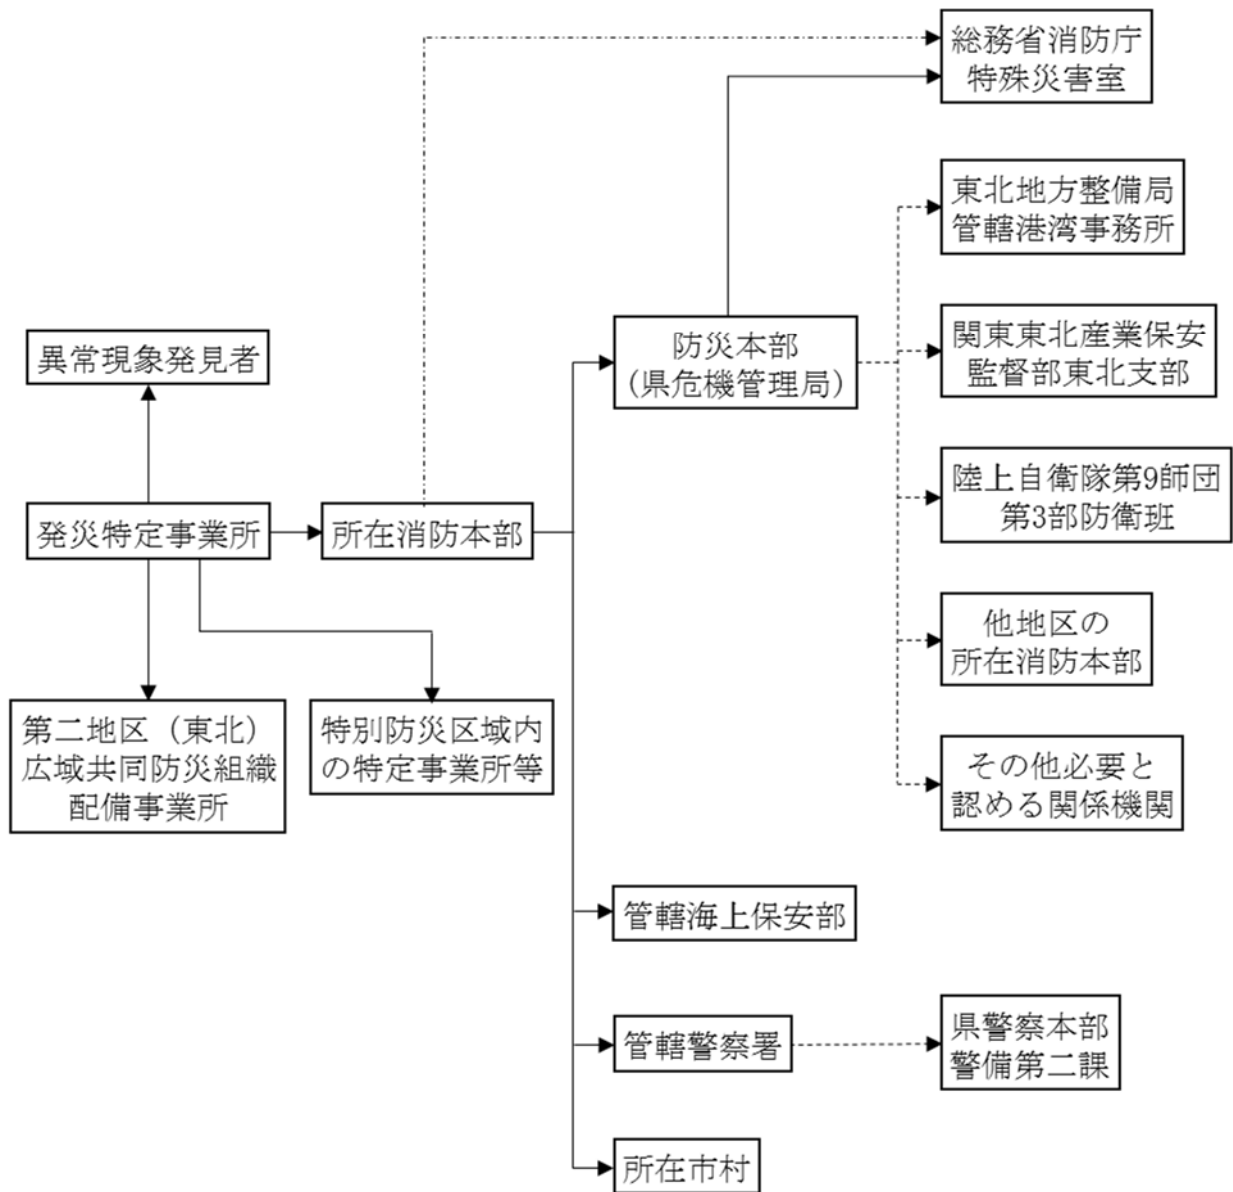 総務省消防庁
特殊災害室
東北地方整備局
管轄港湾事務所
関東東北産業保安
監督部東北支部
防災本部
（県危機管理局）
異常現象発見者
陸上自衛隊第9師団
第3部防衛班
発災特定事業所
所在消防本部
他地区の
所在消防本部
第二地区（東北）
広域共同防災組織
配備事業所
特別防災区域内
の特定事業所等
その他必要と
認める関係機関
管轄海上保安部
管轄警察署
県警察本部
警備第二課
所在市村